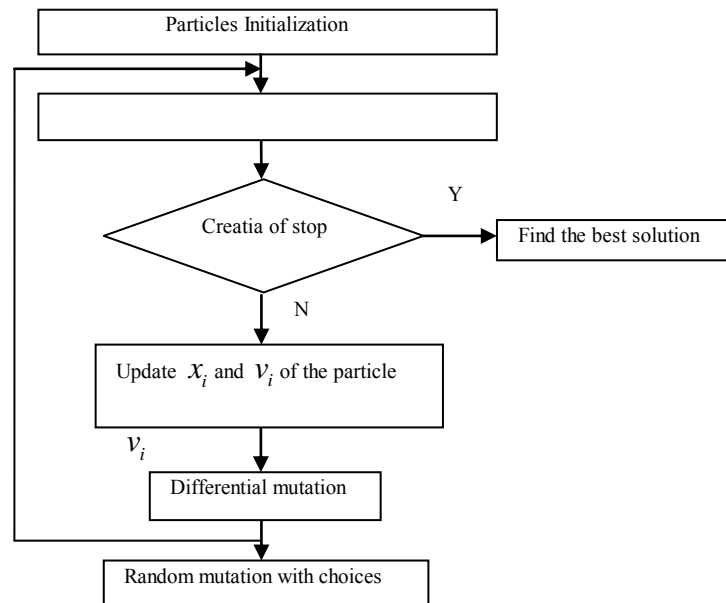 Particles Initialization
Creatia of stop
Y
Find the best solution
N
Update x_i and v_i of the particle
v_i
Differential mutation
Random mutation with choices